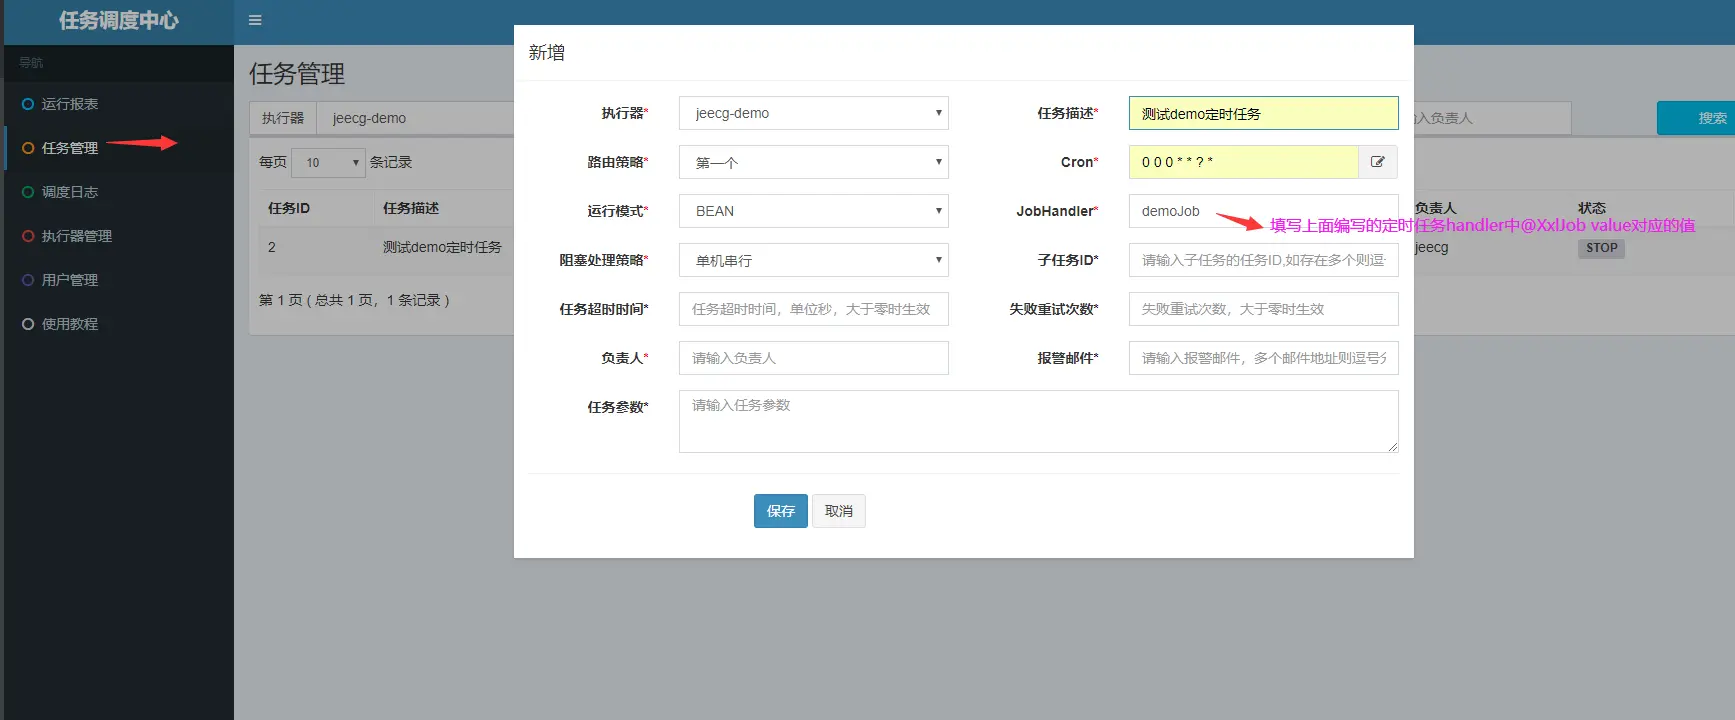 任务调度中心
导航
运行报表
任务管理
调度日志
执行器管理
用户管理
使用教程
任务管理
执行器 jeecg-demo
入负责人 搜索
每页 10 条记录
任务ID 任务描述 负责人 状态
2 测试demo定时任务 jeecg STOP
第 1 页 ( 总共 1 页，1 条记录 )
新增
执行器* jeecg-demo 任务描述* 测试demo定时任务
路由策略* 第一个 Cron* 0 0 0 * * ? *
运行模式* BEAN JobHandler* demoJob
填写上面编写的定时任务handler中@XxlJob value对应的值
阻塞处理策略* 单机串行 子任务ID* 请输入子任务的任务ID,如存在多个则逗
任务超时时间* 任务超时时间，单位秒，大于零时生效 失败重试次数* 失败重试次数，大于零时生效
负责人* 请输入负责人 报警邮件* 请输入报警邮件，多个邮件地址则逗号分
任务参数* 请输入任务参数
保存 取消